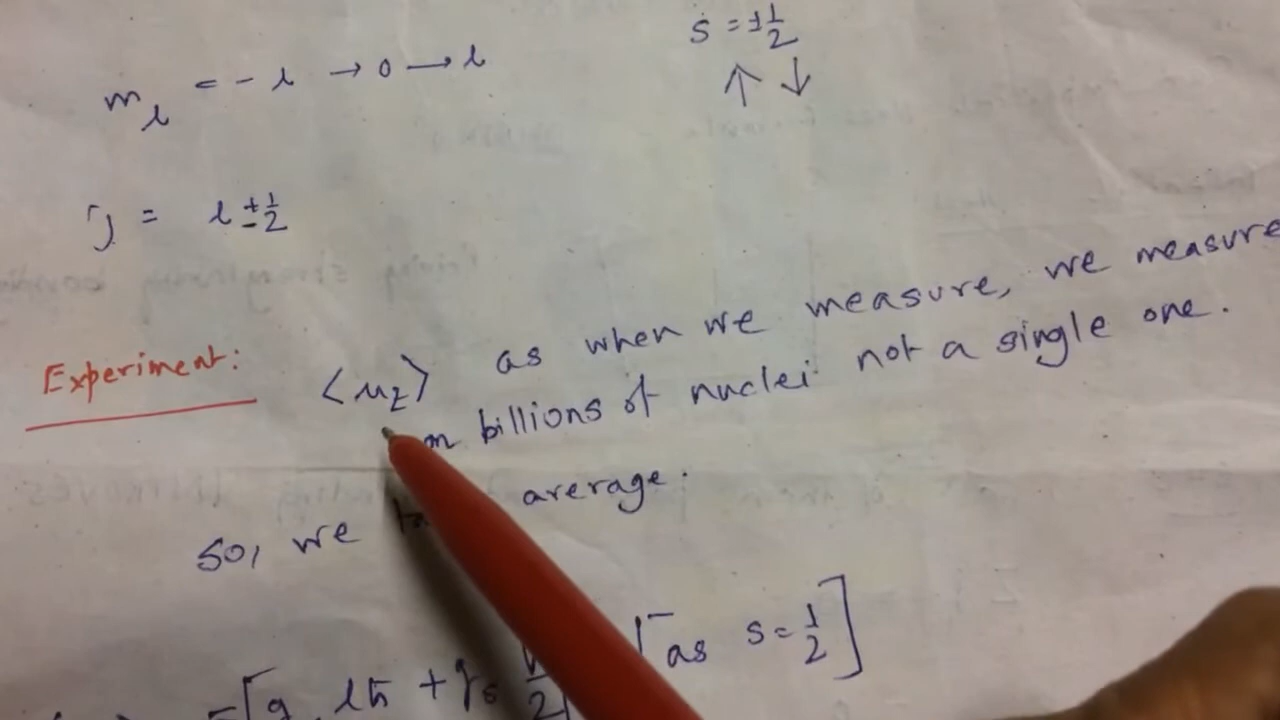 s = ±1/2
m_l = - l → 0 → l
↑ ↓
j = l ± 1/2
Experiment: <μ_z> as when we measure, we measure
billions of nuclei not a single one.
So, we average.
l ħ + g_s [as s = 1/2]